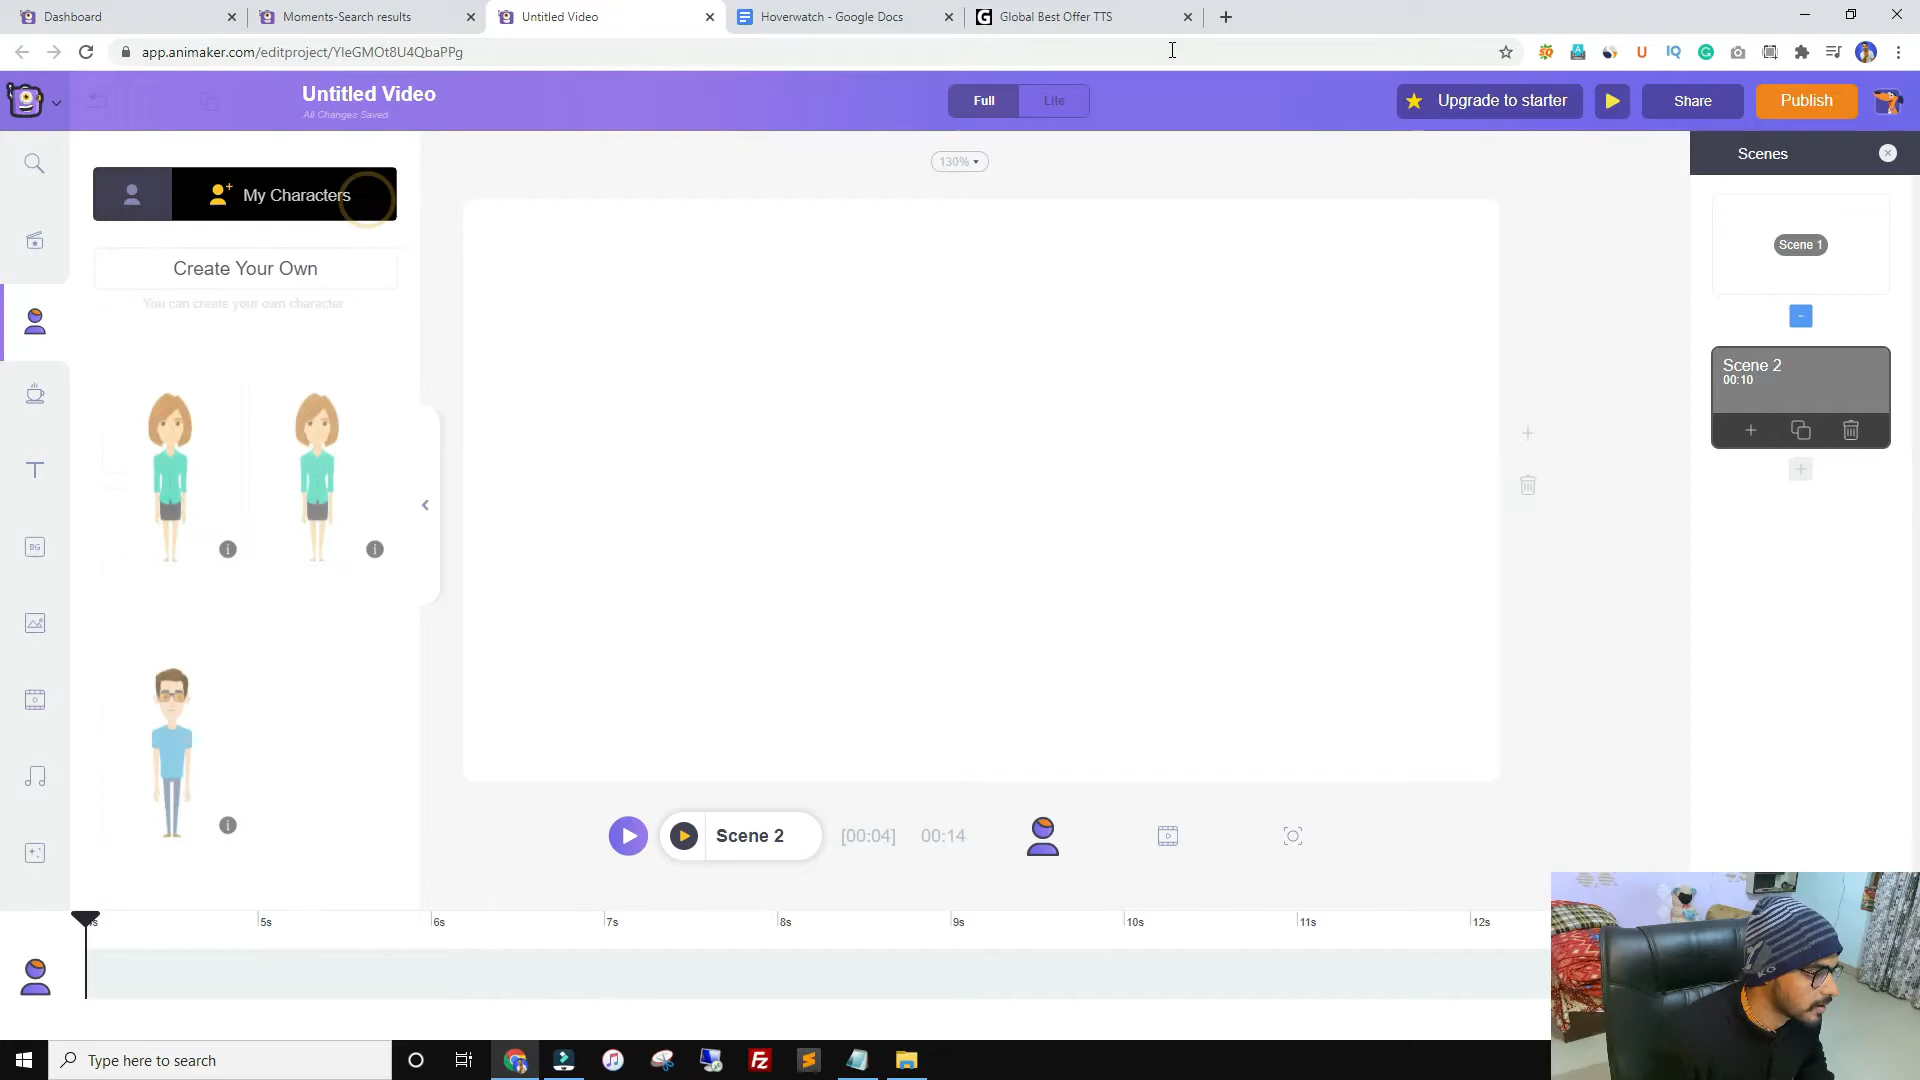 Dashboard
Moments-Search results
Untitled Video
Hoverwatch - Google Docs
Global Best Offer TTS
app.animaker.com/editproject/YIeGMOt8U4QbaPPg
Untitled Video
All Changes Saved
Full
Lite
Upgrade to starter
Share
Publish
130%
Scenes
My Characters
Create Your Own
You can create your own character
Scene 1
Scene 2
00:10
BG
Scene 2
[00:04]
00:14
5s
6s
7s
8s
9s
10s
11s
12s
Type here to search